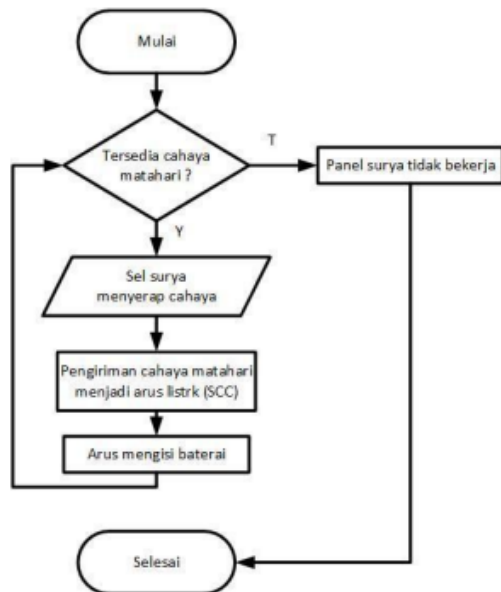 Mulai
Tersedia cahaya
matahari ?
T
Panel surya tidak bekerja
Y
Sel surya
menyerap cahaya
Pengiriman cahaya matahari
menjadi arus listrk (SCC)
Arus mengisi baterai
Selesai